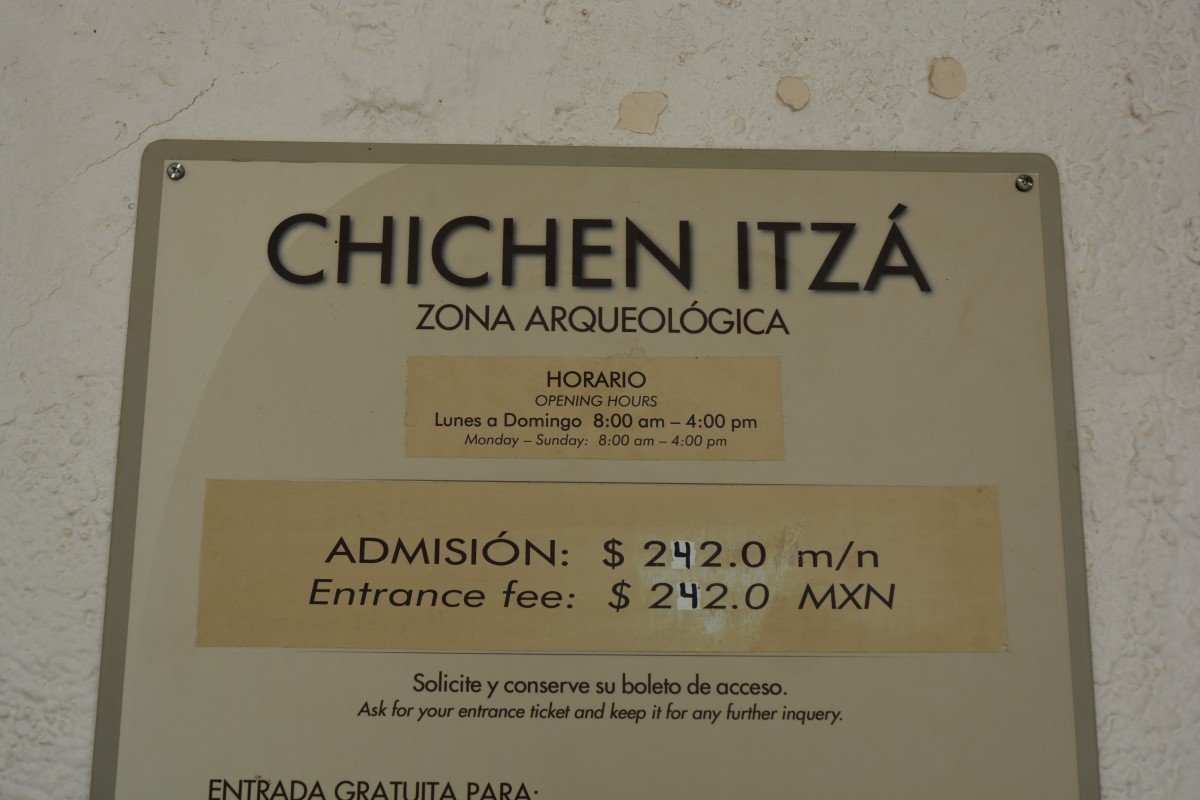 CHICHEN ITZÁ
ZONA ARQUEOLÓGICA
HORARIO
OPENING HOURS
Lunes a Domingo 8:00 am – 4:00 pm
Monday – Sunday: 8:00 am – 4:00 pm
ADMISIÓN: $ 242.0 m/n
Entrance fee: $ 242.0 MXN
Solicite y conserve su boleto de acceso.
Ask for your entrance ticket and keep it for any further inquery.
ENTRADA GRATUITA PARA: